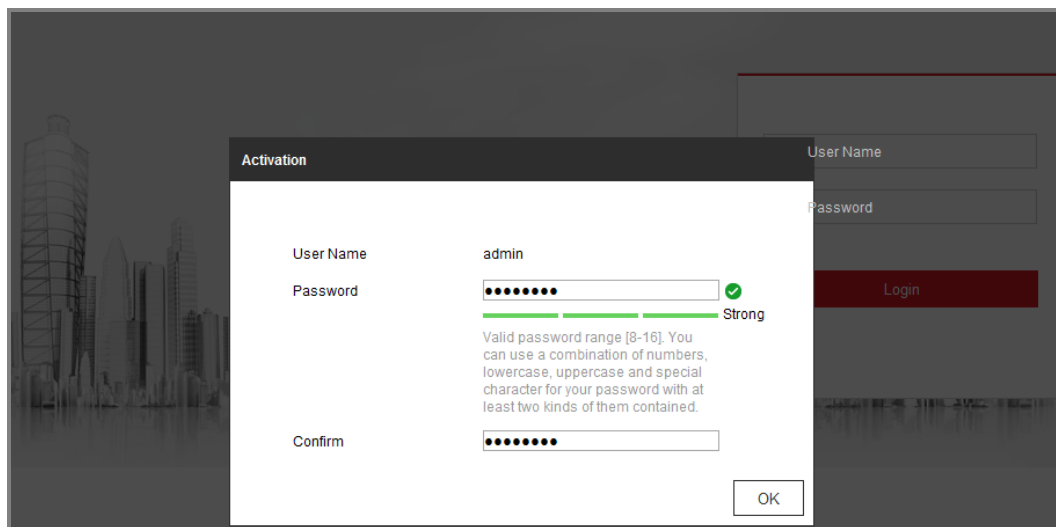 Activation
User Name
Password
Login
User Name admin
Password ●●●●●●●●
Strong
Valid password range [8-16]. You
can use a combination of numbers,
lowercase, uppercase and special
character for your password with at
least two kinds of them contained.
Confirm ●●●●●●●●
OK